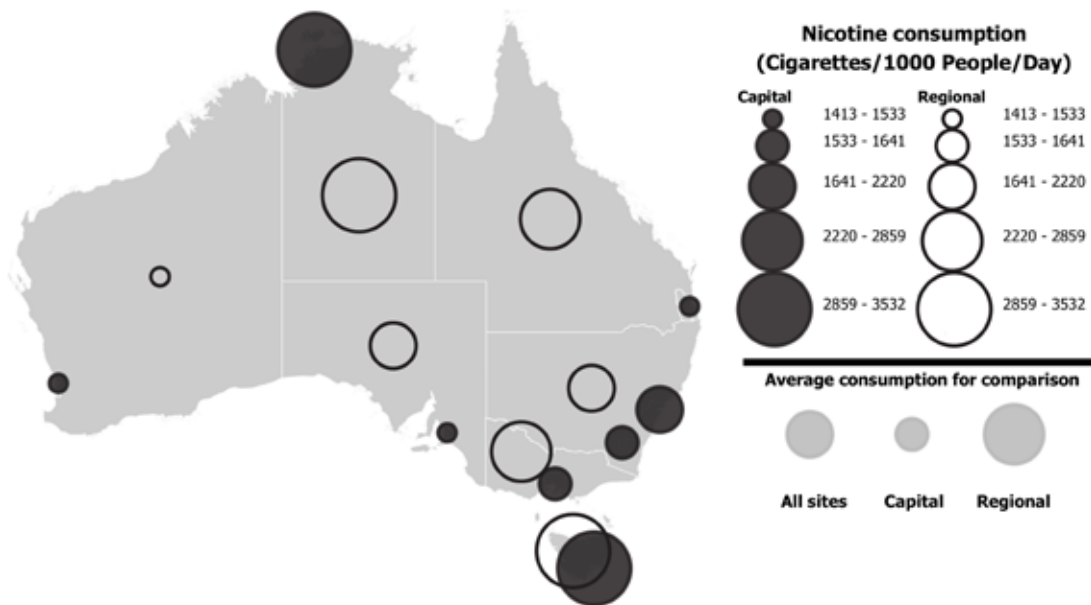 Nicotine consumption
(Cigarettes/1000 People/Day)
Capital Regional
1413 - 1533 1413 - 1533
1533 - 1641 1533 - 1641
1641 - 2220 1641 - 2220
2220 - 2859 2220 - 2859
2859 - 3532 2859 - 3532
Average consumption for comparison
All sites Capital Regional